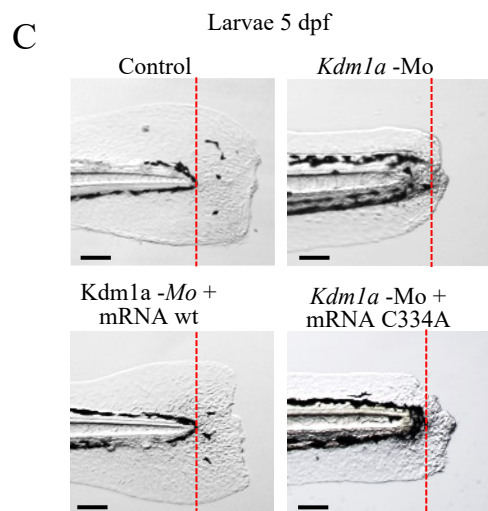 C
Larvae 5 dpf
Control
Kdm1a -Mo
Kdm1a -Mo +
mRNA wt
Kdm1a -Mo +
mRNA C334A